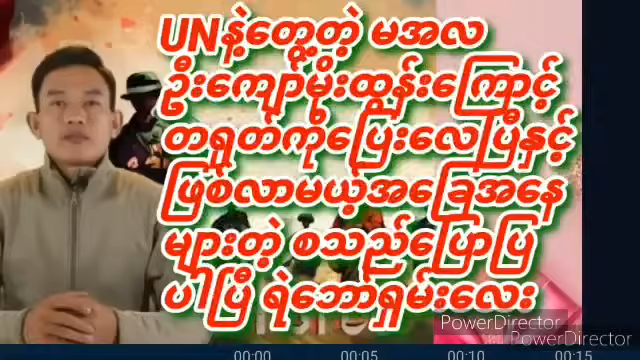 UNနဲ့တွေ့တဲ့ မအလ
ဦးကျော်မိုးထွန်းကြောင့်
တရုတ်ကိုပြေးလေပြီနှင့်
ဖြစ်လာမယ့်အခြေအနေ
များတဲ့ စသည်ပြောပြ
ပါပြီ ရဲဘော်ရှမ်းလေး
PowerDirector
PowerDirector
00:00 00:05 00:10 00:15